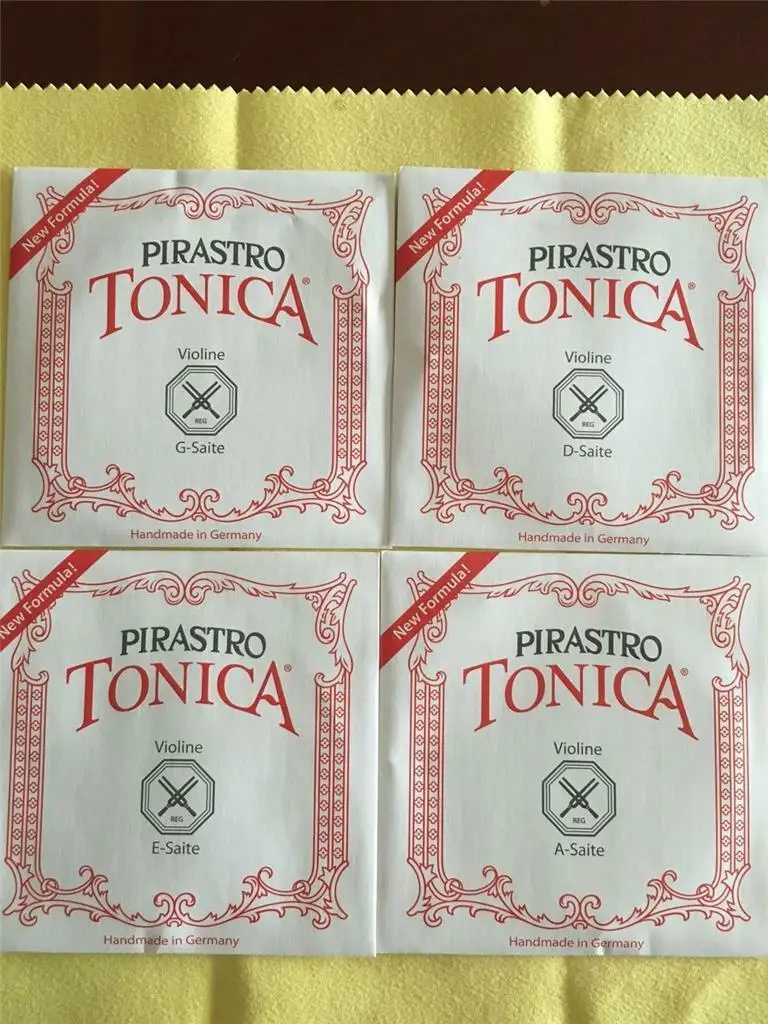 New Formula!
PIRASTRO
TONICA®
Violine
REG
G-Saite
Handmade in Germany
New Formula!
PIRASTRO
TONICA®
Violine
REG
D-Saite
Handmade in Germany
New Formula!
PIRASTRO
TONICA®
Violine
REG
E-Saite
Handmade in Germany
New Formula!
PIRASTRO
TONICA®
Violine
REG
A-Saite
Handmade in Germany